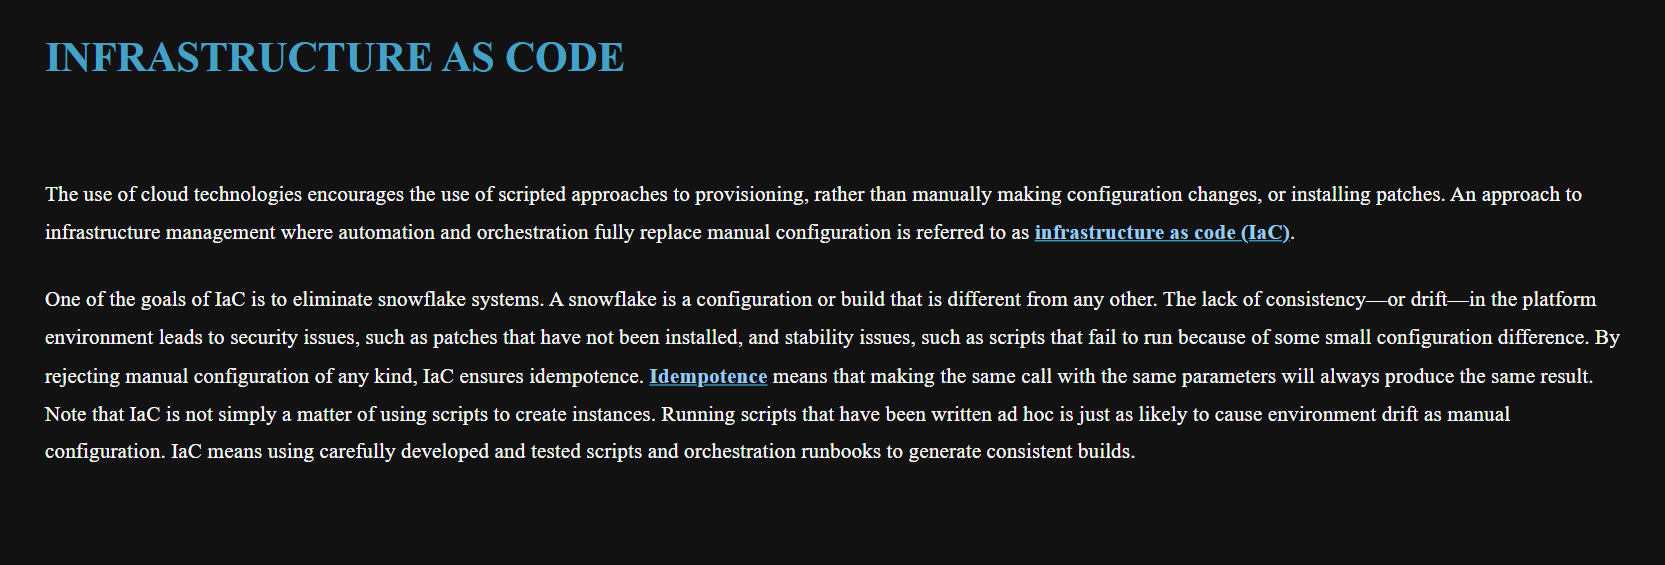 INFRASTRUCTURE AS CODE
The use of cloud technologies encourages the use of scripted approaches to provisioning, rather than manually making configuration changes, or installing patches. An approach to
infrastructure management where automation and orchestration fully replace manual configuration is referred to as infrastructure as code (IaC).
One of the goals of IaC is to eliminate snowflake systems. A snowflake is a configuration or build that is different from any other. The lack of consistency—or drift—in the platform
environment leads to security issues, such as patches that have not been installed, and stability issues, such as scripts that fail to run because of some small configuration difference. By
rejecting manual configuration of any kind, IaC ensures idempotence. Idempotence means that making the same call with the same parameters will always produce the same result.
Note that IaC is not simply a matter of using scripts to create instances. Running scripts that have been written ad hoc is just as likely to cause environment drift as manual
configuration. IaC means using carefully developed and tested scripts and orchestration runbooks to generate consistent builds.